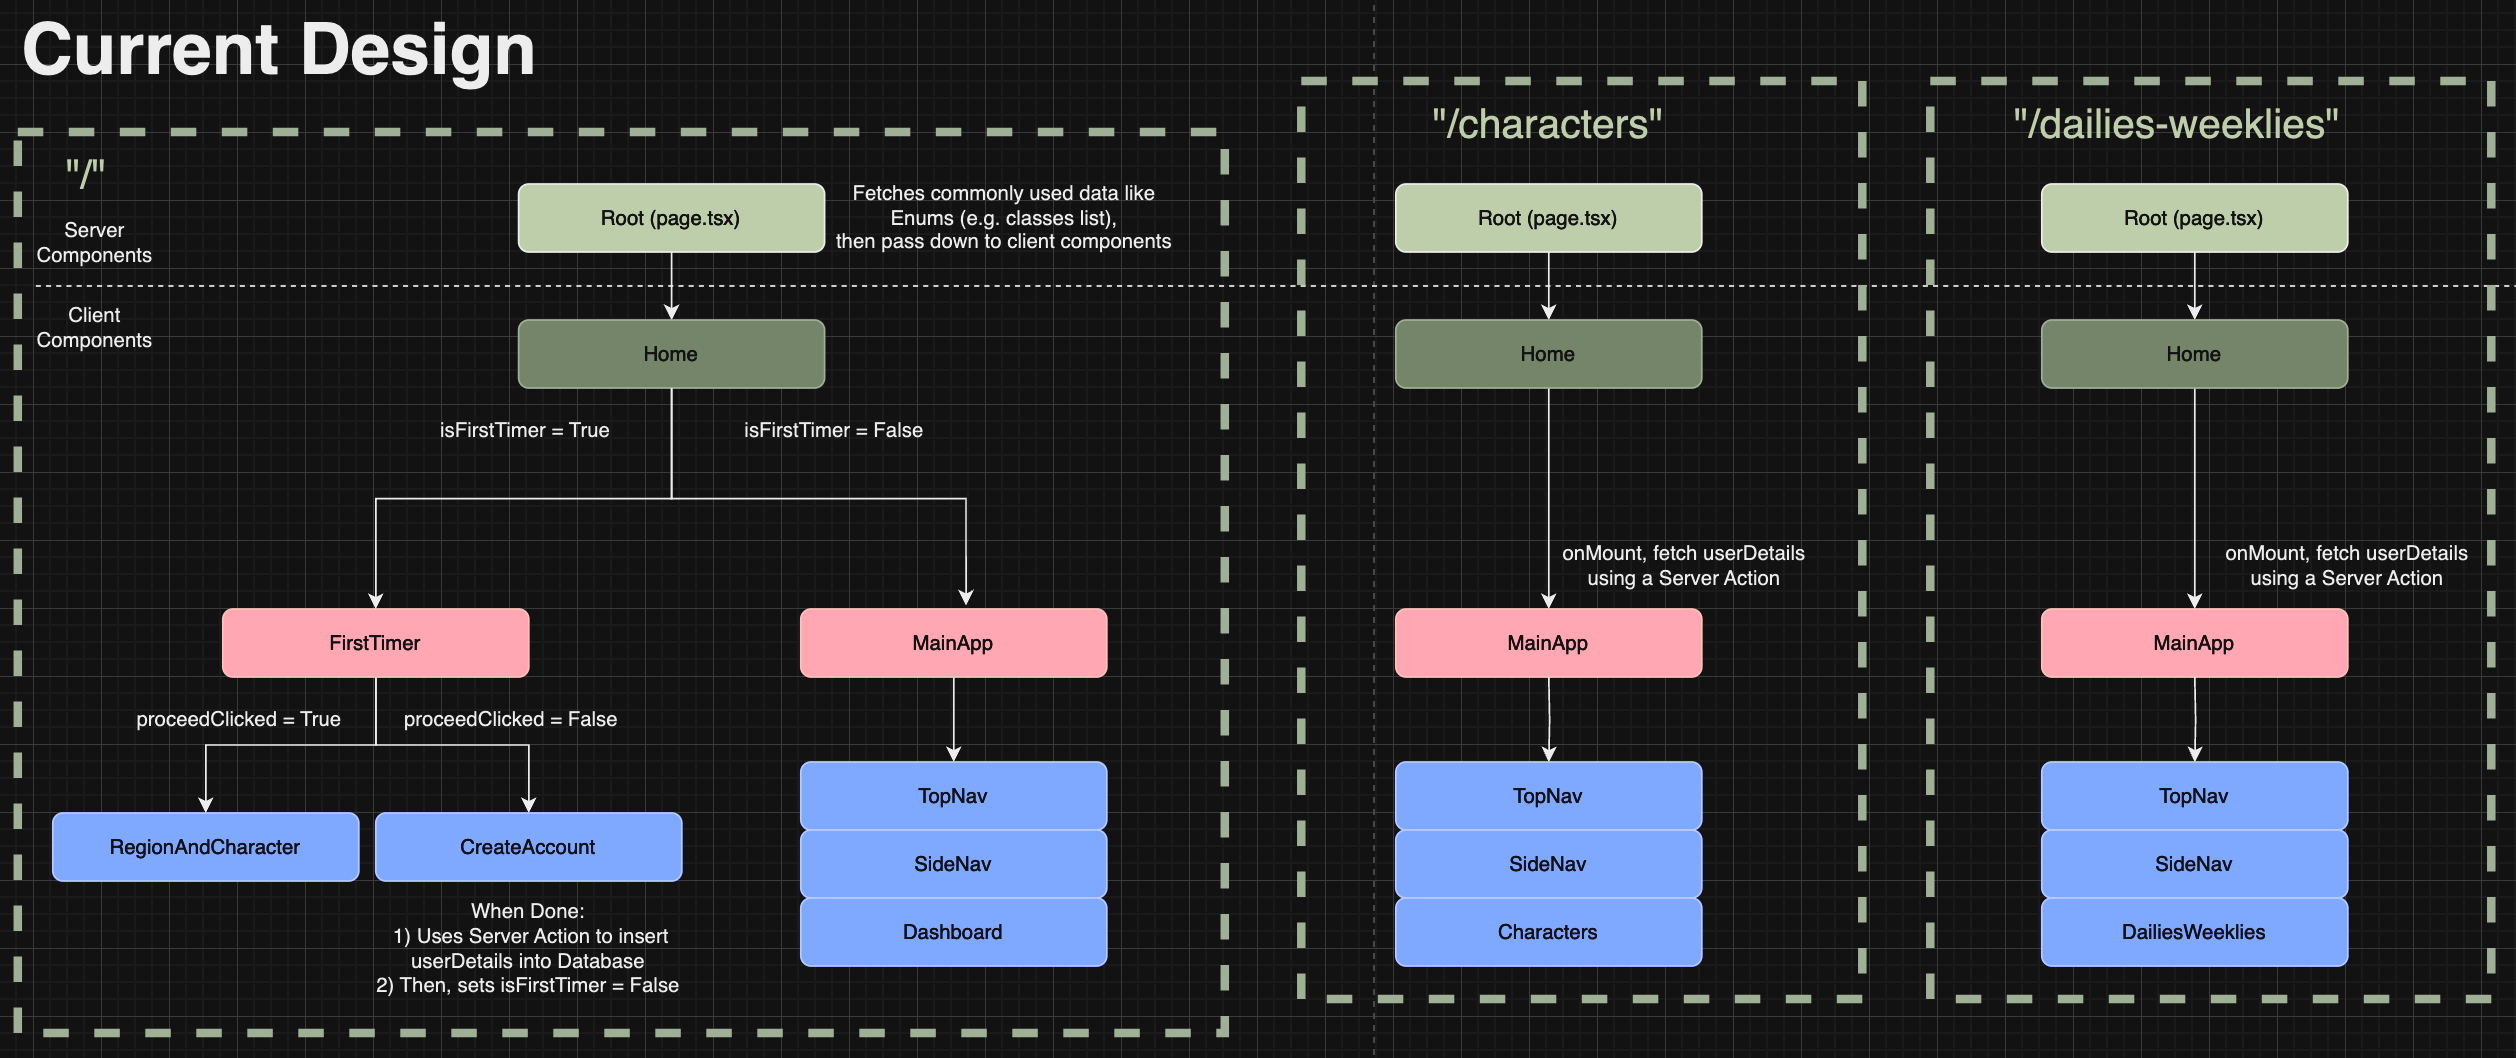 Current Design
"/"
Server
Components
Root (page.tsx)
Fetches commonly used data like
Enums (e.g. classes list),
then pass down to client components
Client
Components
Home
isFirstTimer = True
isFirstTimer = False
FirstTimer
MainApp
proceedClicked = True
proceedClicked = False
RegionAndCharacter
CreateAccount
When Done:
1) Uses Server Action to insert
userDetails into Database
2) Then, sets isFirstTimer = False
TopNav
SideNav
Dashboard
"/characters"
Root (page.tsx)
Home
onMount, fetch userDetails
using a Server Action
MainApp
TopNav
SideNav
Characters
"/dailies-weeklies"
Root (page.tsx)
Home
onMount, fetch userDetails
using a Server Action
MainApp
TopNav
SideNav
DailiesWeeklies